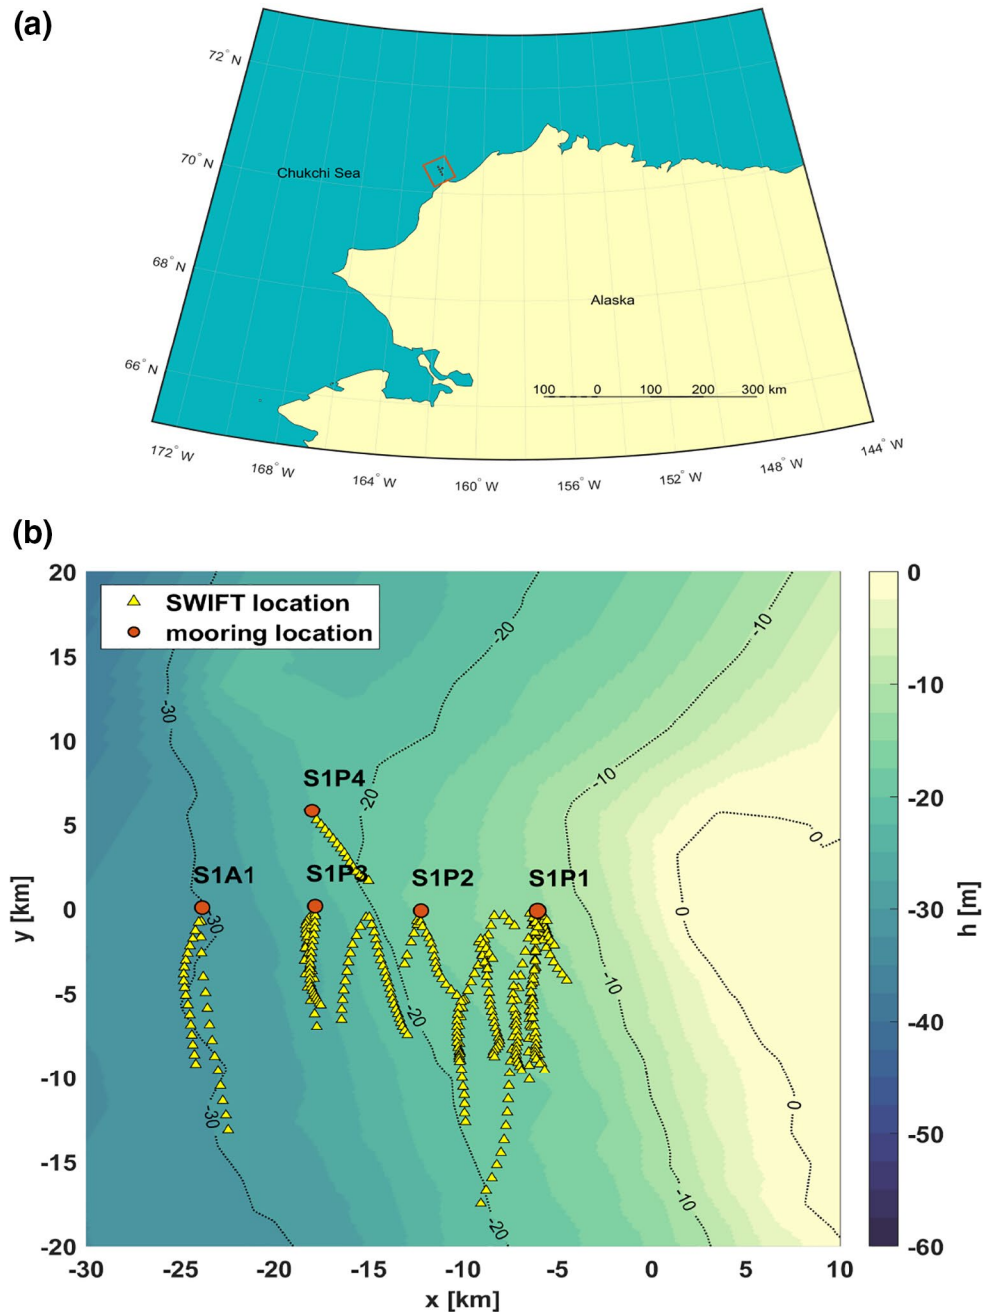 (a)
72° N
70° N
68° N
66° N
Chukchi Sea
Alaska
100 0 100 200 300 km
172° W
168° W
164° W
160° W
156° W
152° W
148° W
144° W
(b)
SWIFT location
mooring location
20
15
10
5
0
-5
-10
-15
-20
y [km]
-30 -25 -20 -15 -10 -5 0 5 10
x [km]
-20
-10
-30
-10
S1P4
-20
0
S1A1
S1P3
S1P2
S1P1
0
-30
-10
-20
0
-30
-10
-20
0
-10
-20
-30
-40
-50
-60
h [m]